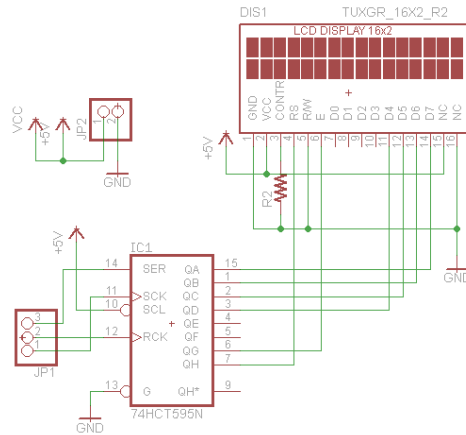 DIS1 TUXGR_16X2_R2
LCD DISPLAY 16x2
GND VCC CONTR RS R/W E D0 D1 D2 D3 D4 D5 D6 D7 NC NC
1 2 3 4 5 6 7 8 9 10 11 12 13 14 15 16
+5V
R2
GND
VCC
+5V
1 2
JP2
GND
+5V
IC1
14 SER QA 15
QB 1
11 SCK QC 2
10 SCL QD 3
QE 4
12 RCK QF 5
QG 6
QH 7
13 G QH* 9
74HCT595N
3
2
1
JP1
GND